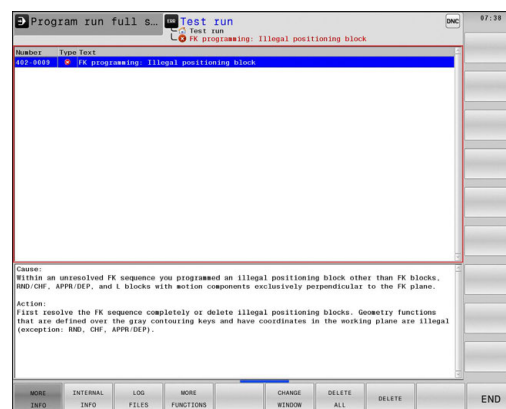 Program run full s...
Test run
DNC
07:38
Test run
FK programing: Illegal positioning block
Number Type Text
402-0009 FK programing: Illegal positioning block
Cause:
Within an unresolved FK sequence you programmed an illegal positioning block other than FK blocks,
RND/CHF, APPR/DEP, and L blocks with motion components exclusively perpendicular to the FK plane.
Action:
First resolve the FK sequence completely or delete illegal positioning blocks. Geometry functions
that are defined over the gray contouring keys and have coordinates in the working plane are illegal
(exception: RND, CHF, APPR/DEP).
MORE INFO
INTERNAL INFO
LOG FILES
MORE FUNCTIONS
CHANGE WINDOW
DELETE ALL
DELETE
END